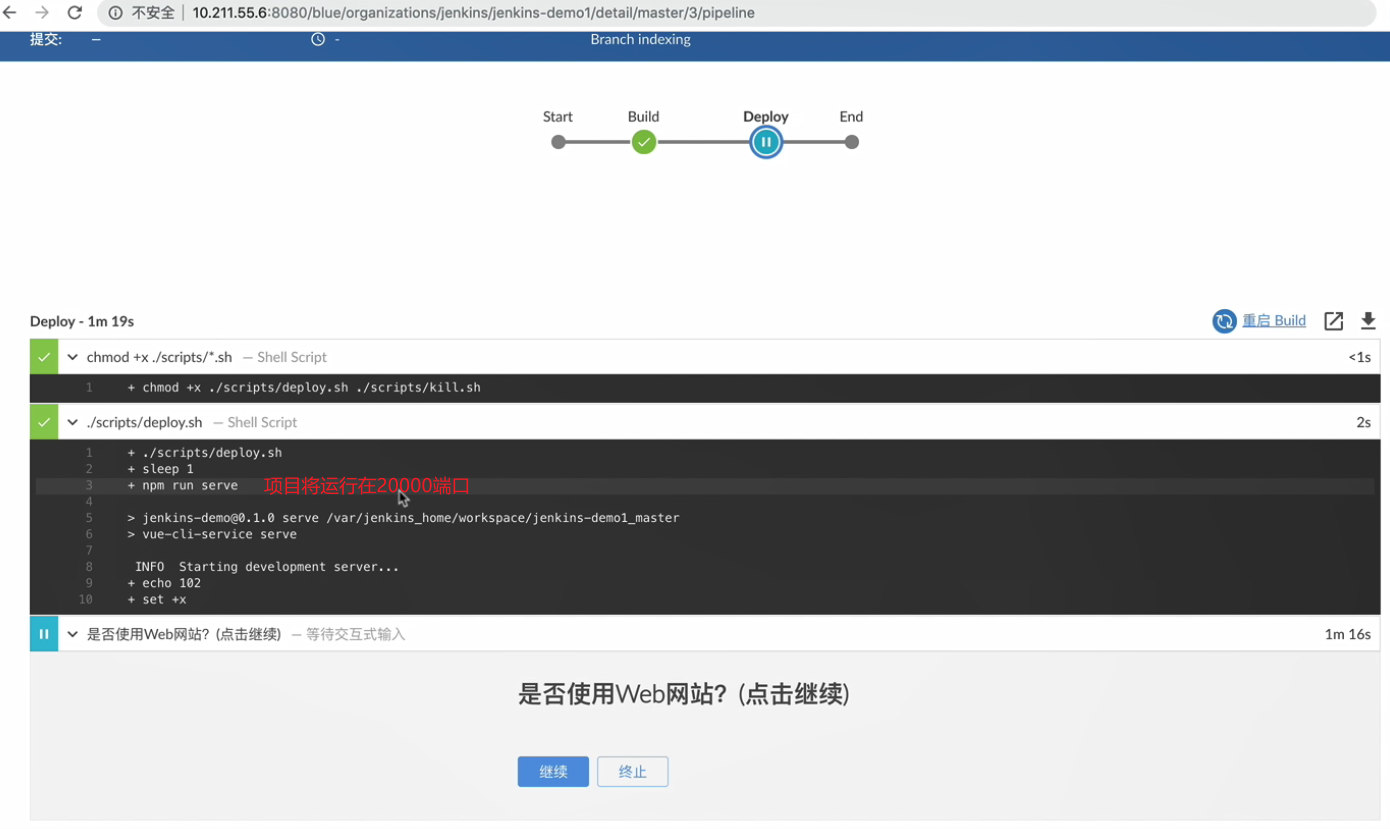 不安全 | 10.211.55.6:8080/blue/organizations/jenkins/jenkins-demo1/detail/master/3/pipeline
提交: — - Branch indexing
Start Build Deploy End
Deploy - 1m 19s 重启 Build
chmod +x ./scripts/*.sh — Shell Script <1s
1 + chmod +x ./scripts/deploy.sh ./scripts/kill.sh
./scripts/deploy.sh — Shell Script 2s
1 + ./scripts/deploy.sh
2 + sleep 1
3 + npm run serve 项目将运行在20000端口
4
5 > jenkins-demo@0.1.0 serve /var/jenkins_home/workspace/jenkins-demo1_master
6 > vue-cli-service serve
7
8 INFO Starting development server...
9 + echo 102
10 + set +x
是否使用Web网站? (点击继续) — 等待交互式输入 1m 16s
是否使用Web网站? (点击继续)
继续 终止